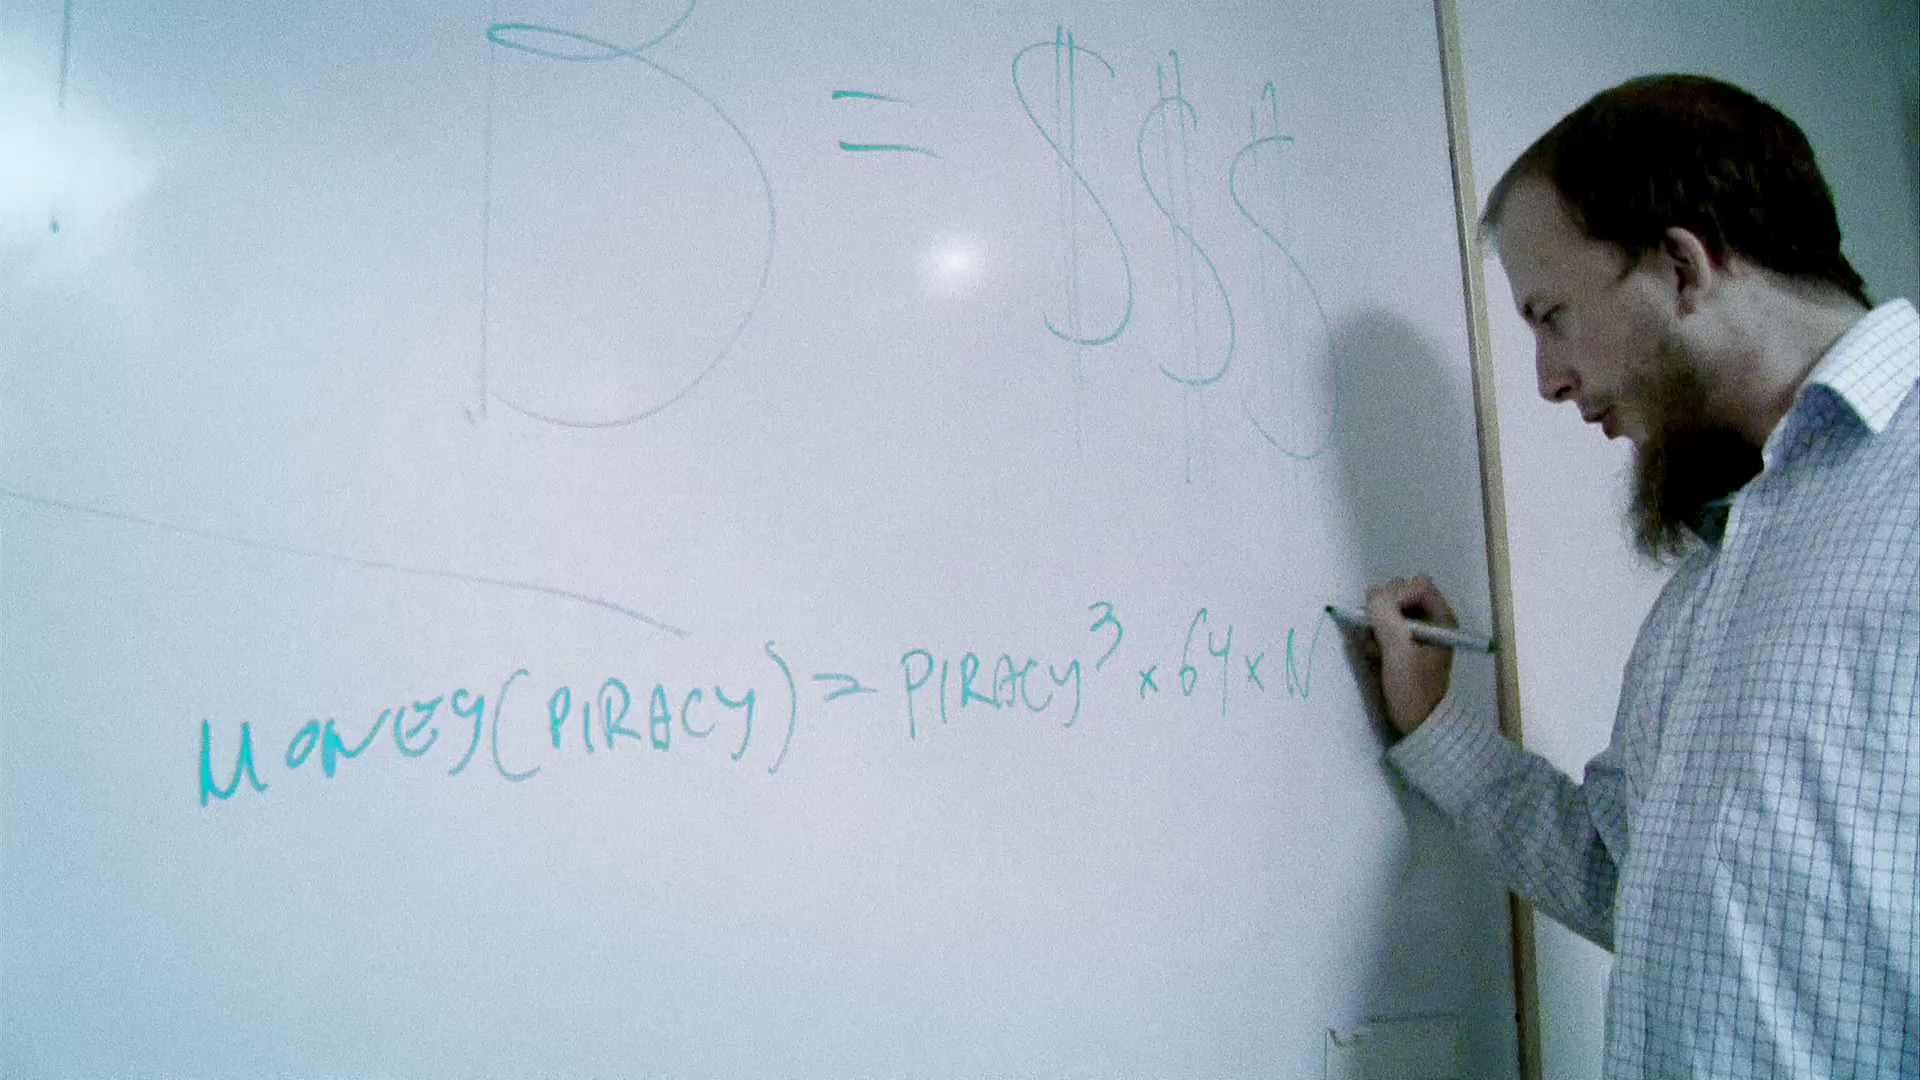 B = $$$
MONEY(PIRACY) = PIRACY³ × 64 × N